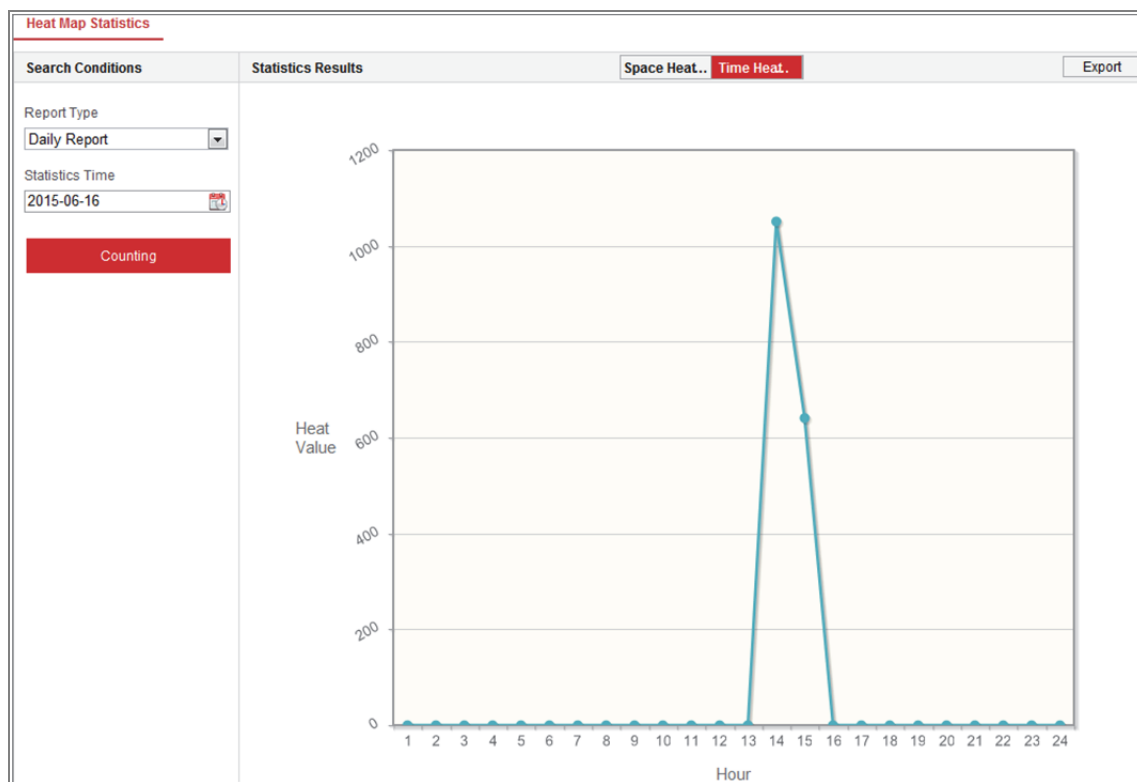 Heat Map Statistics
Search Conditions
Statistics Results
Space Heat...
Time Heat..
Export
Report Type
Daily Report
Statistics Time
2015-06-16
Counting
1200
1000
800
Heat
Value
600
400
200
0
1 2 3 4 5 6 7 8 9 10 11 12 13 14 15 16 17 18 19 20 21 22 23 24
Hour